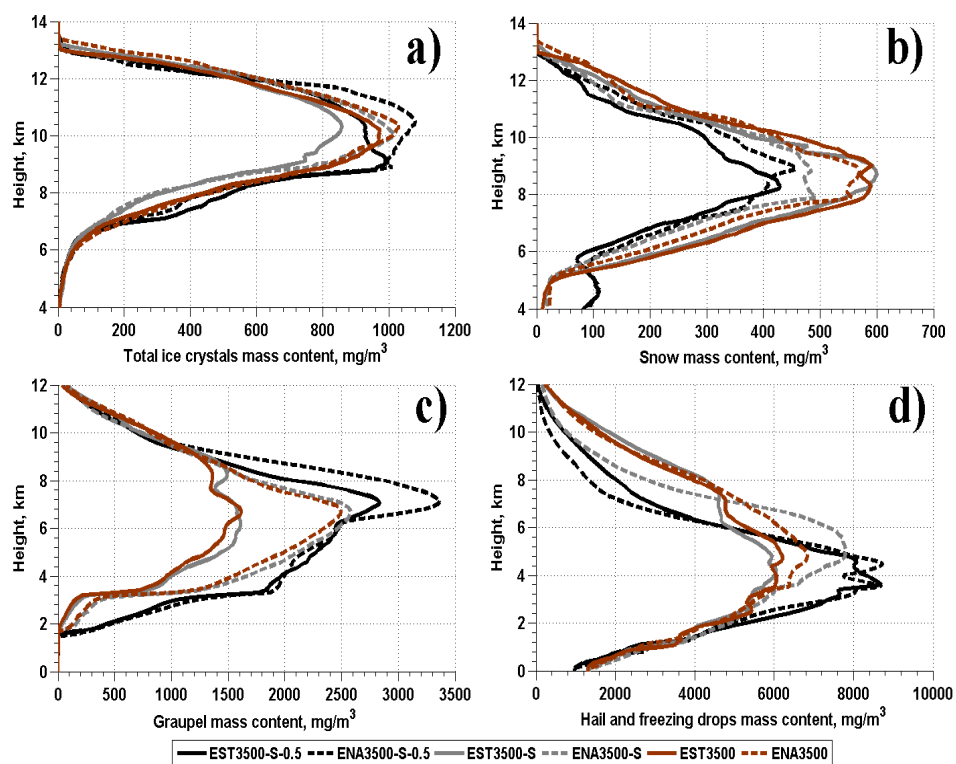 a)
14
12
10
8
6
4
Height, km
0 200 400 600 800 1000 1200
Total ice crystals mass content, mg/m³
b)
14
12
10
8
6
4
Height, km
0 100 200 300 400 500 600 700
Snow mass content, mg/m³
c)
12
10
8
6
4
2
0
Height, km
0 500 1000 1500 2000 2500 3000 3500
Graupel mass content, mg/m³
d)
12
10
8
6
4
2
0
Height, km
0 2000 4000 6000 8000 10000
Hail and freezing drops mass content, mg/m³
EST3500-S-0.5 ENA3500-S-0.5 EST3500-S ENA3500-S EST3500 ENA3500